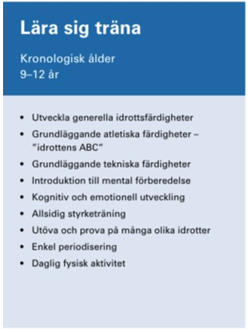 Lära sig träna
Kronologisk ålder
9–12 år
• Utveckla generella idrottsfärdigheter
• Grundläggande atletiska färdigheter –
"idrottens ABC"
• Grundläggande tekniska färdigheter
• Introduktion till mental förberedelse
• Kognitiv och emotionell utveckling
• Allsidig styrketräning
• Utöva och prova på många olika idrotter
• Enkel periodisering
• Daglig fysisk aktivitet